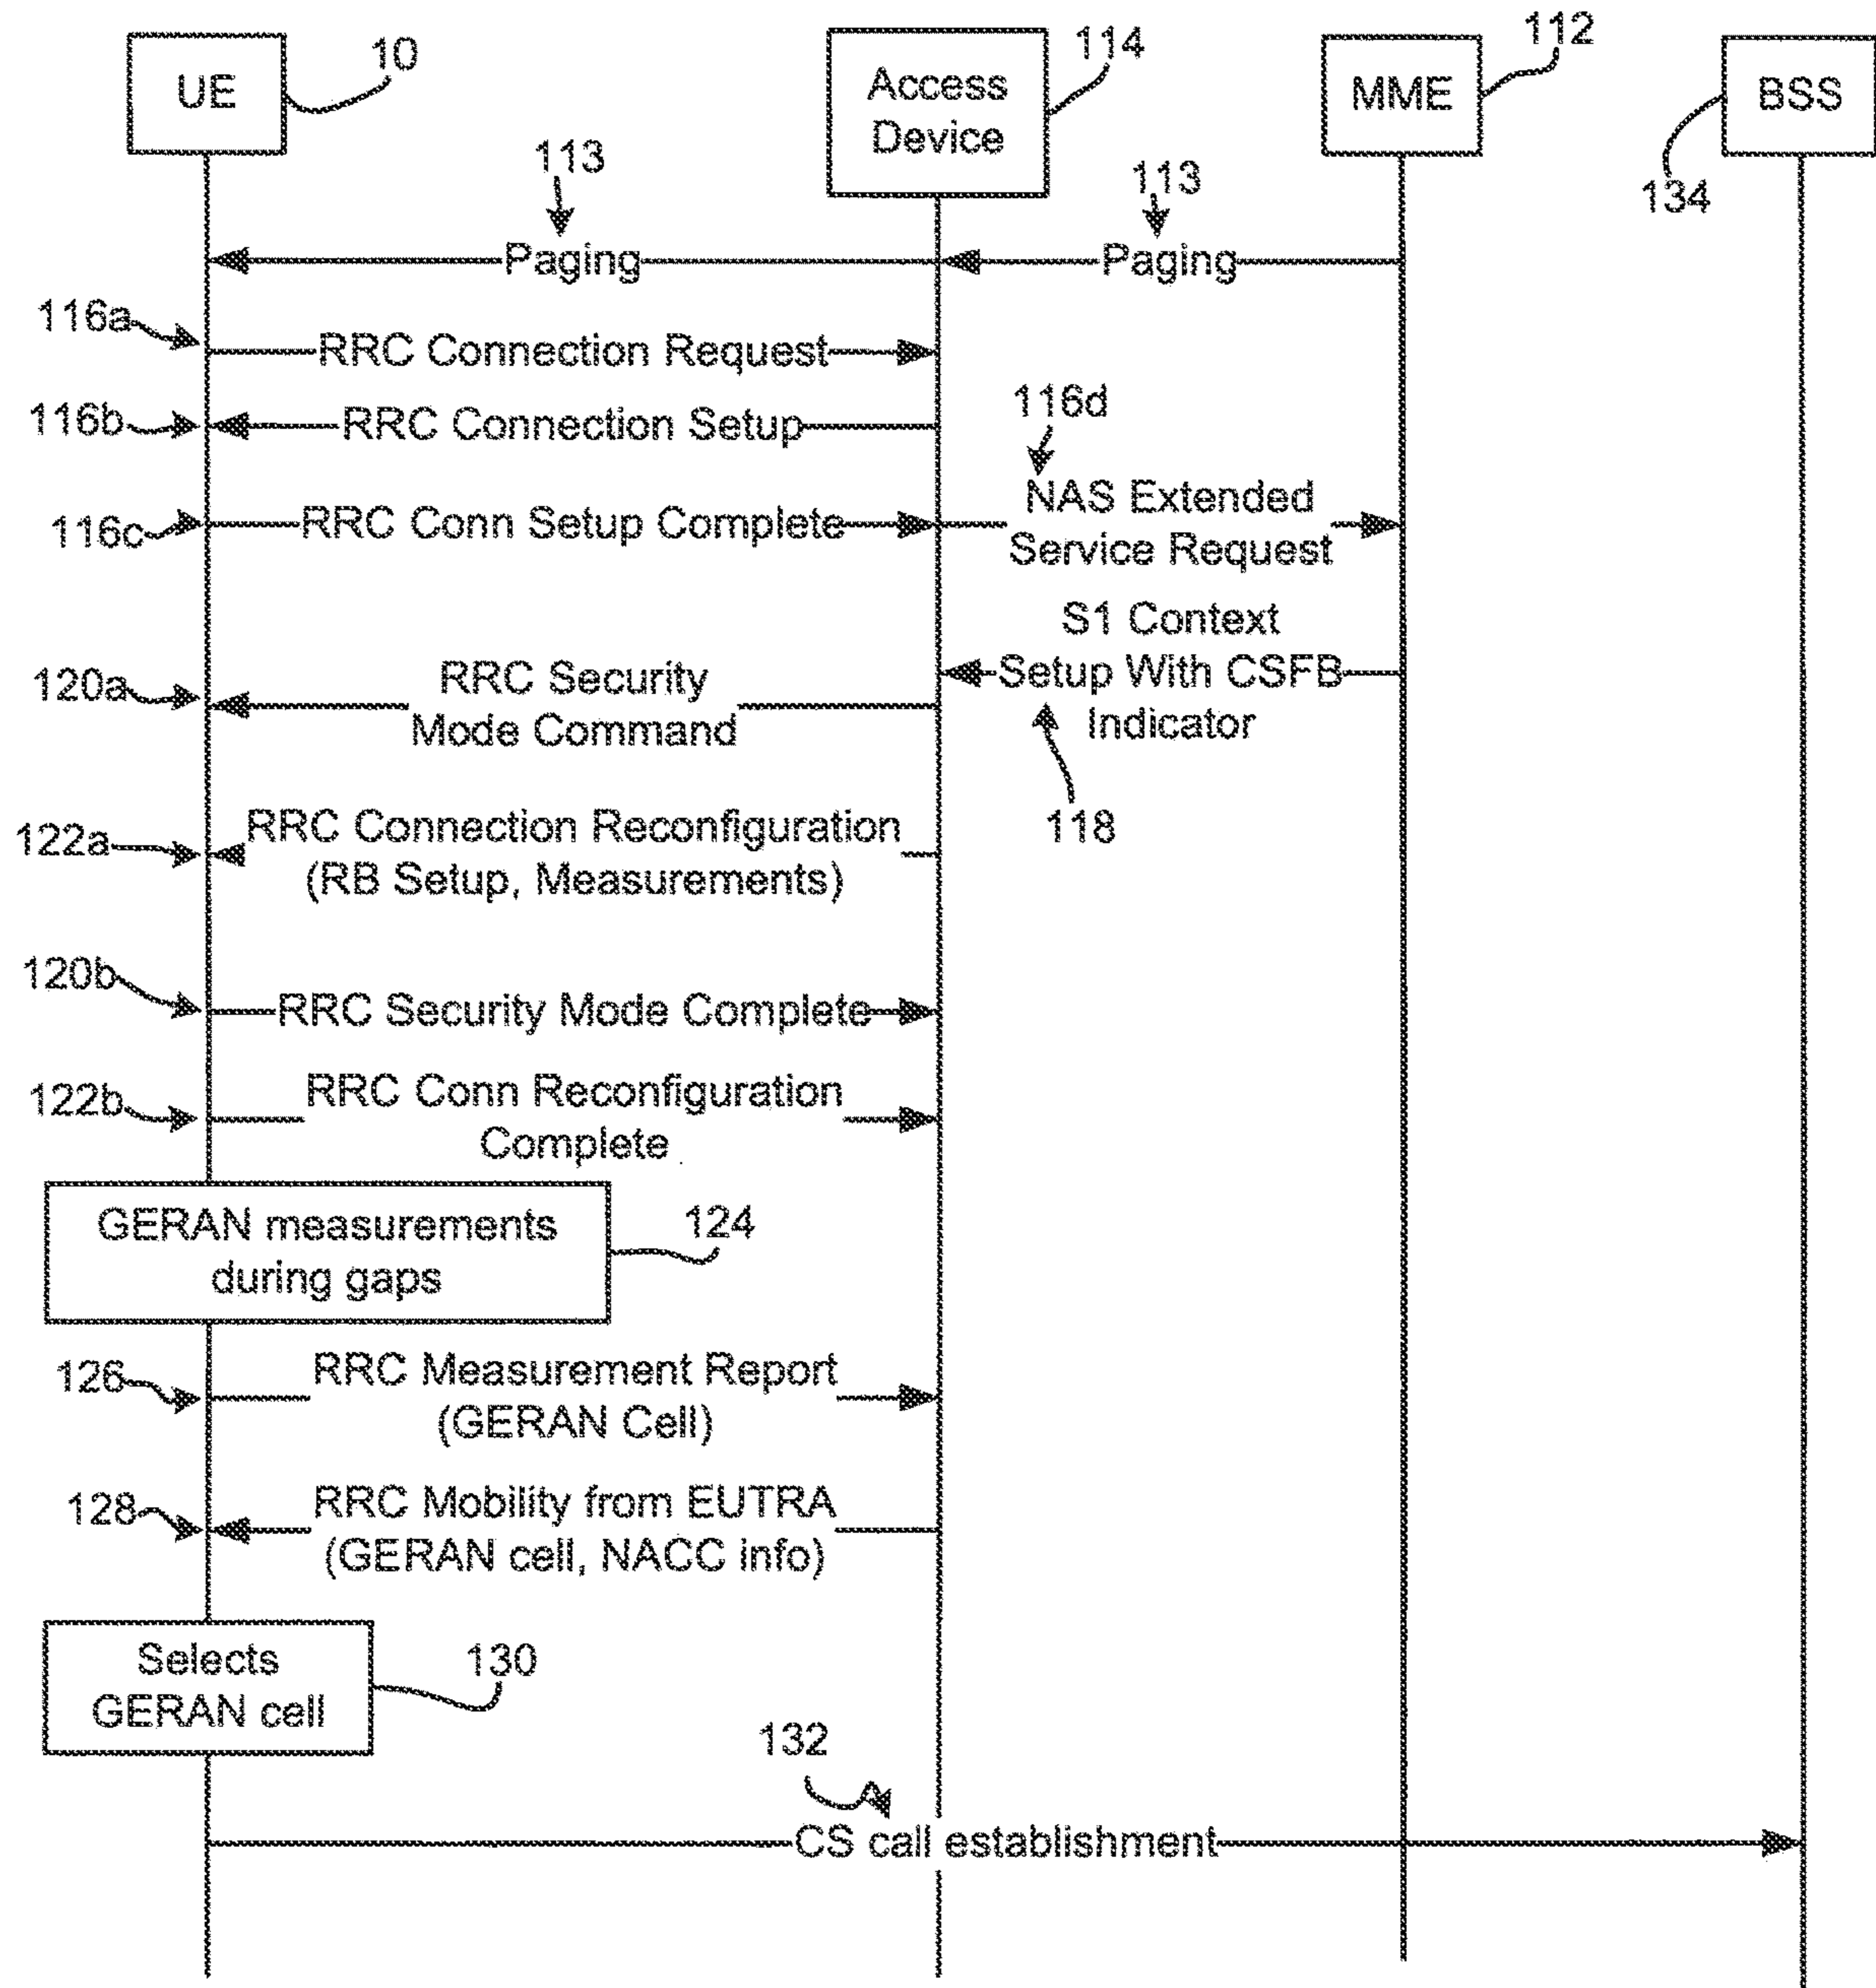 UE
10
Access
Device
114
MME
112
BSS
134
113
113
Paging
Paging
116a
RRC Connection Request
116b
RRC Connection Setup
116d
116c
RRC Conn Setup Complete
NAS Extended
Service Request
S1 Context
Setup With CSFB
Indicator
118
120a
RRC Security
Mode Command
122a
RRC Connection Reconfiguration
(RB Setup, Measurements)
120b
RRC Security Mode Complete
122b
RRC Conn Reconfiguration
Complete
GERAN measurements
during gaps
124
126
RRC Measurement Report
(GERAN Cell)
128
RRC Mobility from EUTRA
(GERAN cell, NACC info)
Selects
GERAN cell
130
132
CS call establishment